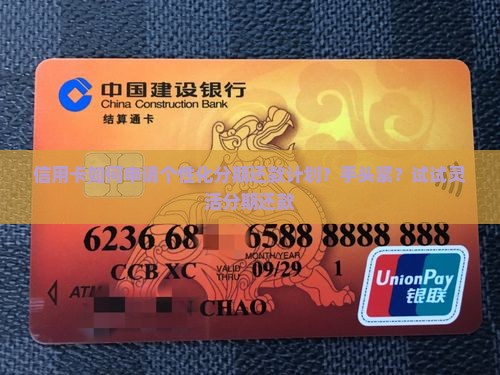 中国建设银行
China Construction Bank
结算通卡
信用卡如何申请个性化分期还款计划？手头紧？试试灵
活分期还款
6236 68 6588 8888 888
MONTH/YEAR
CCB XC VALID THRU 09/29 1
ATM
CHAO
UnionPay
银联